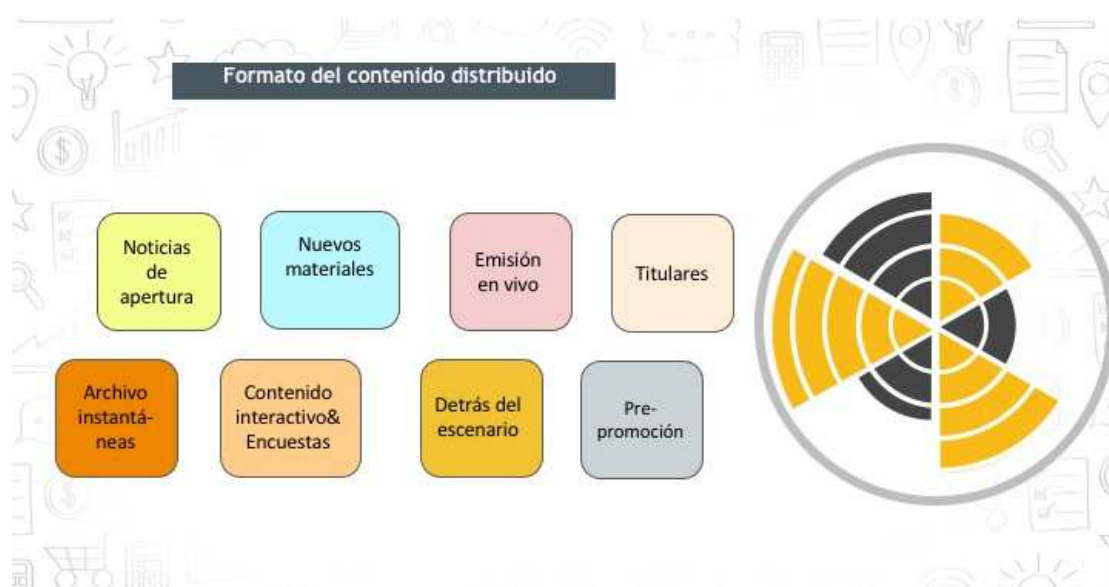 Formato del contenido distribuido
Noticias
de
apertura
Nuevos
materiales
Emisión
en vivo
Titulares
Archivo
instantá-
neas
Contenido
interactivo&
Encuestas
Detrás del
escenario
Pre-
promoción